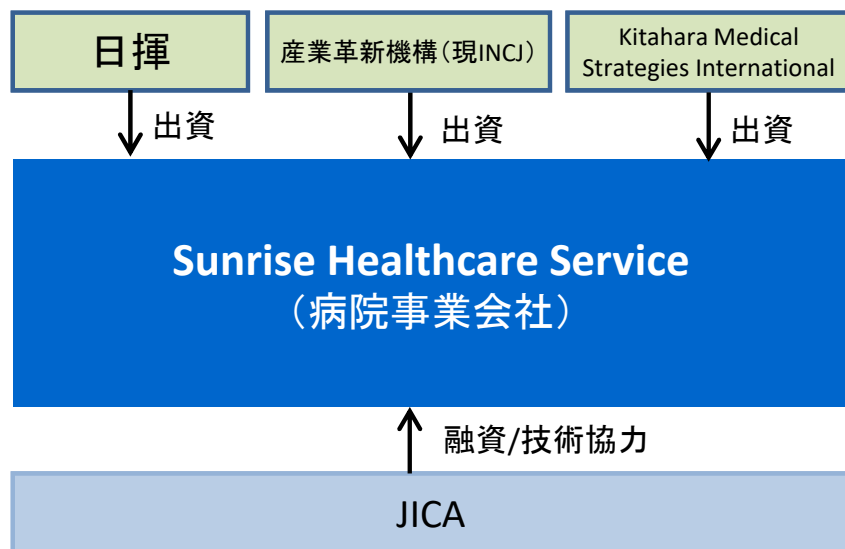 日揮
産業革新機構（現INCJ）
Kitahara Medical
Strategies International
出資
出資
出資
Sunrise Healthcare Service
（病院事業会社）
融資/技術協力
JICA